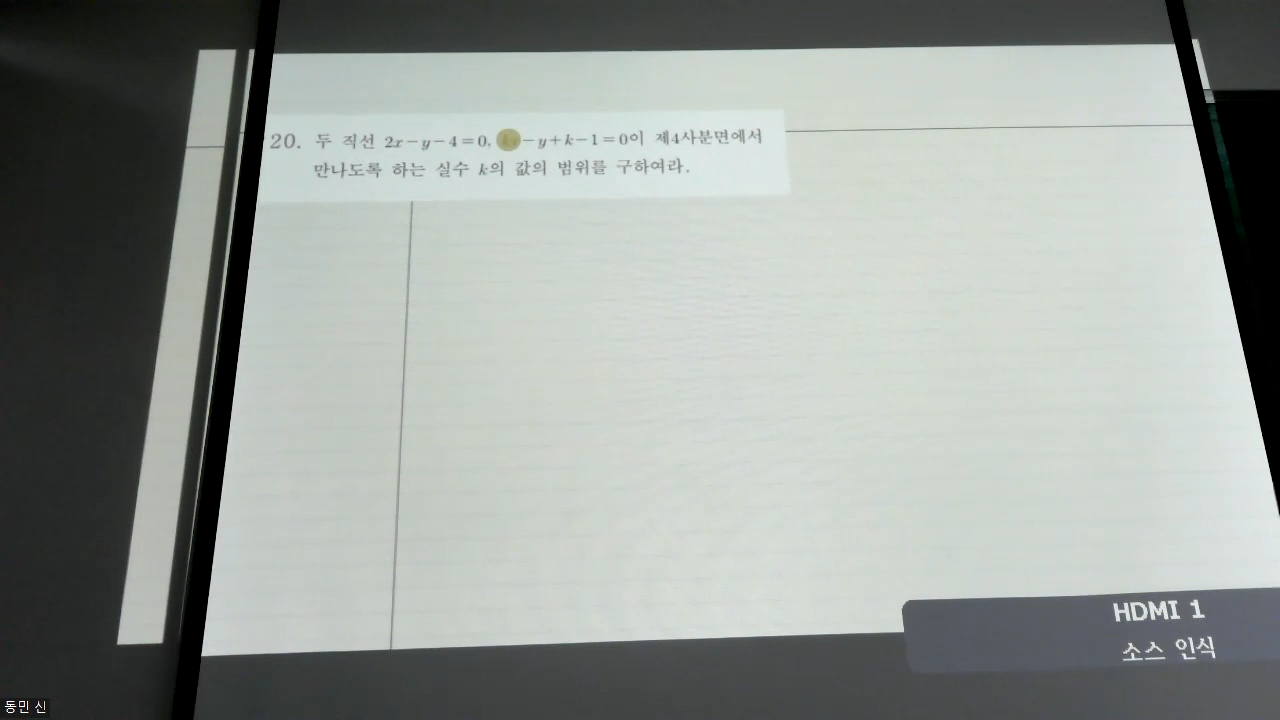 20. 두 직선 2x-y-4=0, -y+k-1=0이 제4사분면에서
만나도록 하는 실수 k의 값의 범위를 구하여라.
HDMI 1
소스 인식
동민 신